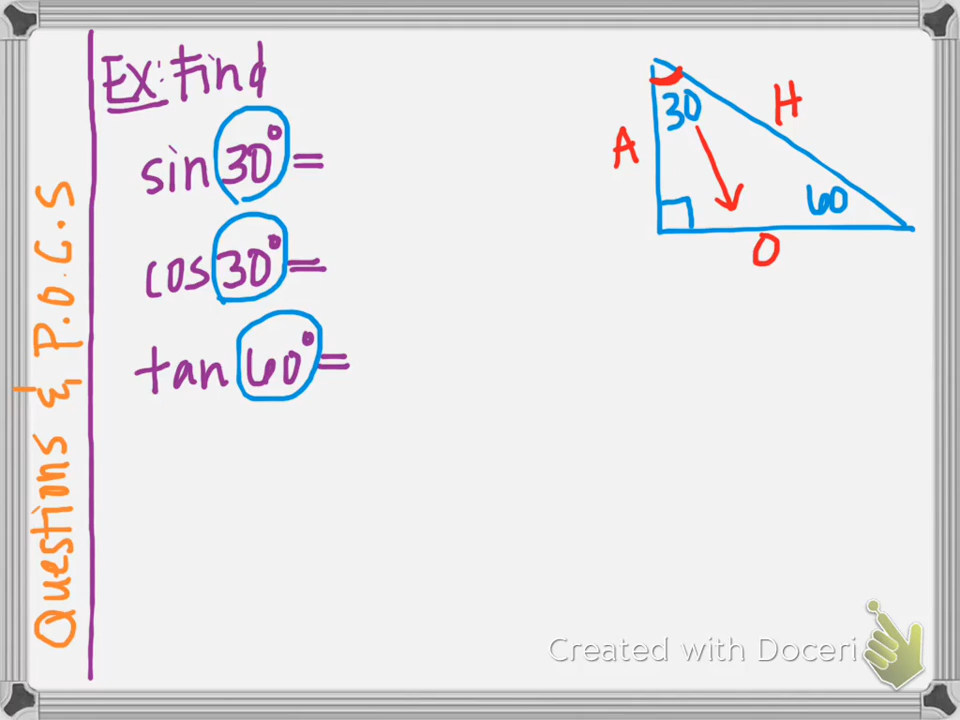 Ex: Find
sin 30° =
cos 30° =
tan 60° =
Questions & P.O.C.S
30
H
A
60
O
Created with Doceri